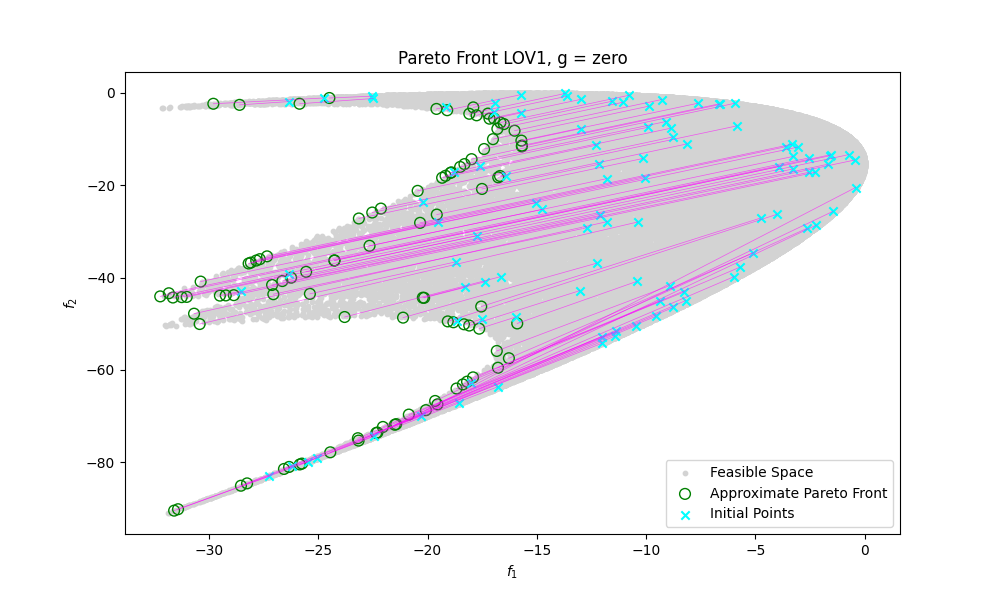 Pareto Front LOV1, g = zero
0
−20
−40
−60
−80
f₂
−30
−25
−20
−15
−10
−5
0
f₁
Feasible Space
Approximate Pareto Front
Initial Points